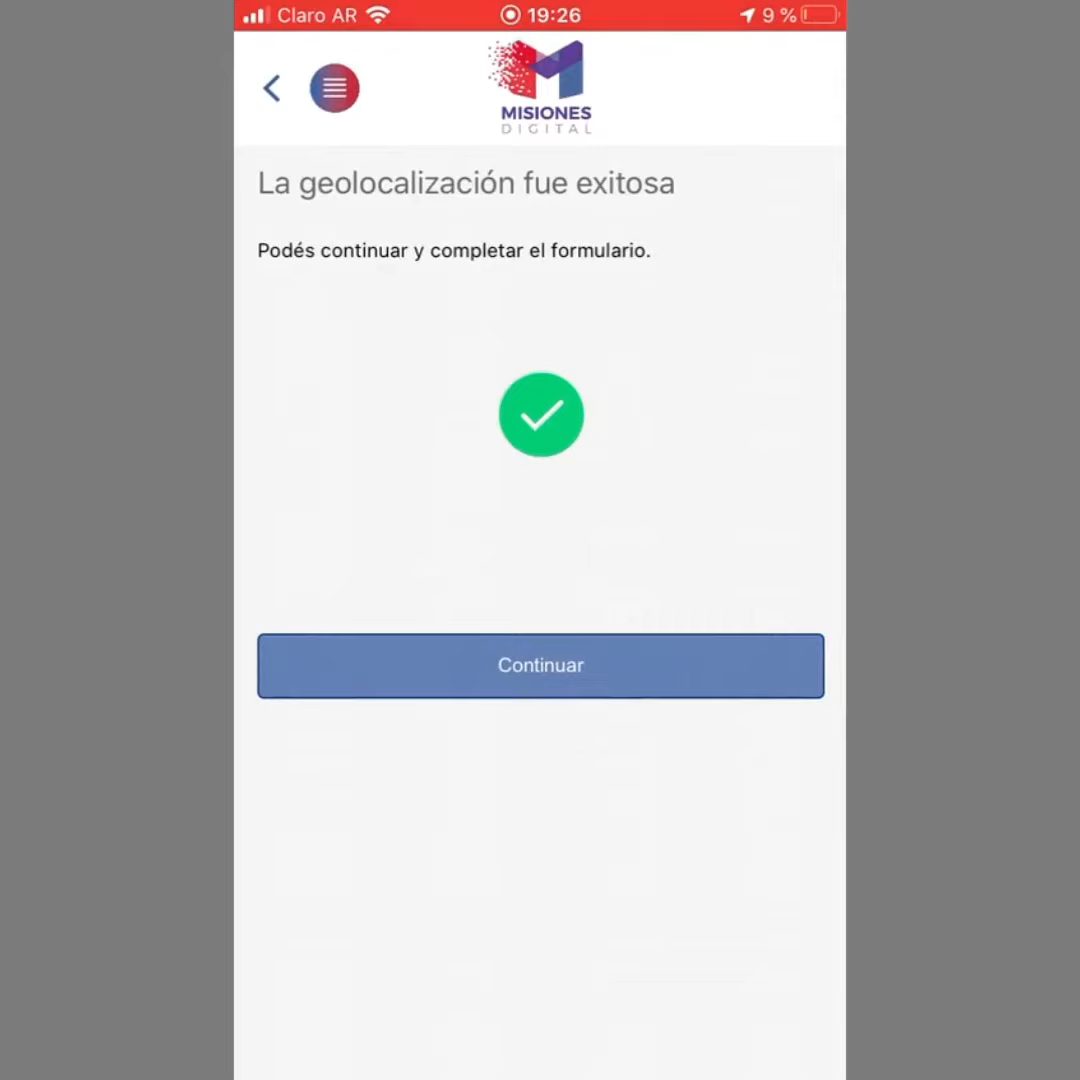 Claro AR 19:26 9 %
MISIONES
DIGITAL
La geolocalización fue exitosa
Podés continuar y completar el formulario.
Continuar